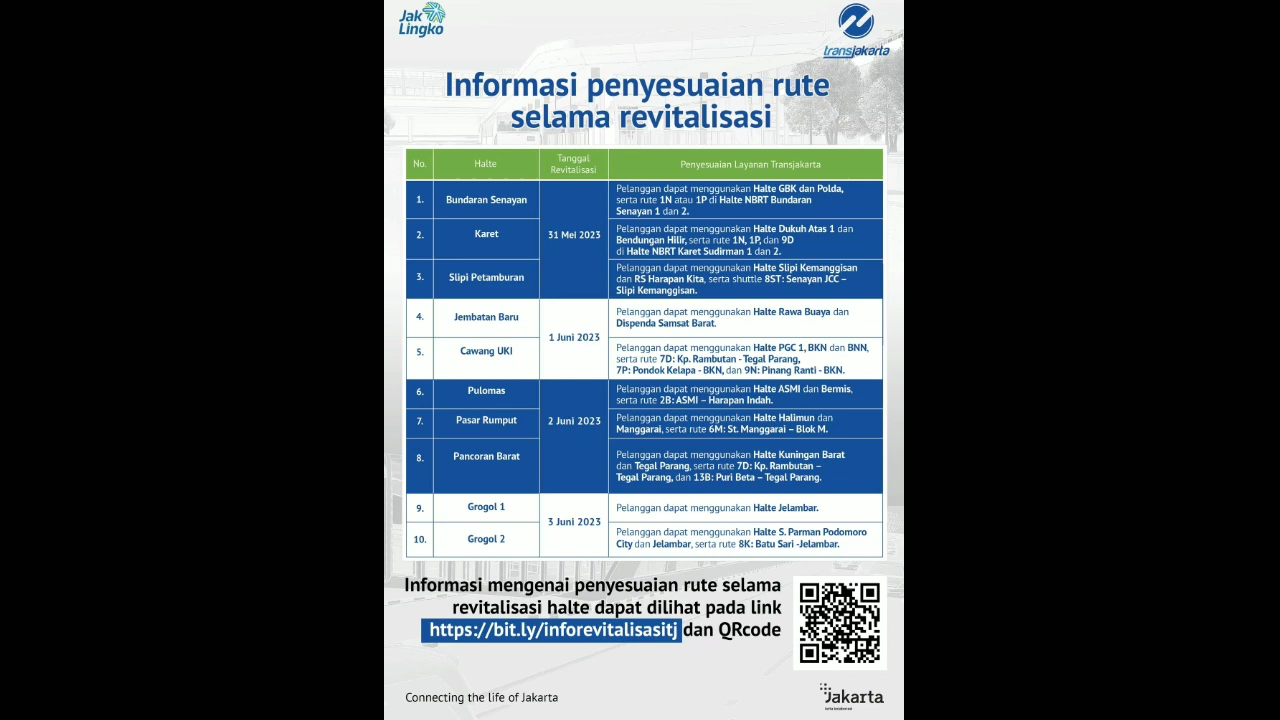 Jak
Lingko
transjakarta
Informasi penyesuaian rute
selama revitalisasi
No.
Halte
Tanggal
Revitalisasi
Penyesuaian Layanan Transjakarta
1.
Bundaran Senayan
31 Mei 2023
Pelanggan dapat menggunakan Halte GBK dan Polda,
serta rute 1N atau 1P di Halte NBRT Bundaran
Senayan 1 dan 2.
2.
Karet
Pelanggan dapat menggunakan Halte Dukuh Atas 1 dan
Bendungan Hilir, serta rute 1N, 1P, dan 9D
di Halte NBRT Karet Sudirman 1 dan 2.
3.
Slipi Petamburan
Pelanggan dapat menggunakan Halte Slipi Kemanggisan
dan RS Harapan Kita, serta shuttle 8ST: Senayan JCC –
Slipi Kemanggisan.
4.
Jembatan Baru
1 Juni 2023
Pelanggan dapat menggunakan Halte Rawa Buaya dan
Dispenda Samsat Barat.
5.
Cawang UKI
Pelanggan dapat menggunakan Halte PGC 1, BKN dan BNN,
serta rute 7D: Kp. Rambutan - Tegal Parang,
7P: Pondok Kelapa - BKN, dan 9N: Pinang Ranti - BKN.
6.
Pulomas
2 Juni 2023
Pelanggan dapat menggunakan Halte ASMI dan Bermis,
serta rute 2B: ASMI – Harapan Indah.
7.
Pasar Rumput
Pelanggan dapat menggunakan Halte Halimun dan
Manggarai, serta rute 6M: St. Manggarai – Blok M.
8.
Pancoran Barat
Pelanggan dapat menggunakan Halte Kuningan Barat
dan Tegal Parang, serta rute 7D: Kp. Rambutan –
Tegal Parang, dan 13B: Puri Beta – Tegal Parang.
9.
Grogol 1
3 Juni 2023
Pelanggan dapat menggunakan Halte Jelambar.
10.
Grogol 2
Pelanggan dapat menggunakan Halte S. Parman Podomoro
City dan Jelambar, serta rute 8K: Batu Sari -Jelambar.
Informasi mengenai penyesuaian rute selama
revitalisasi halte dapat dilihat pada link
https://bit.ly/inforevitalisasitj dan QRcode
Connecting the life of Jakarta
Jakarta